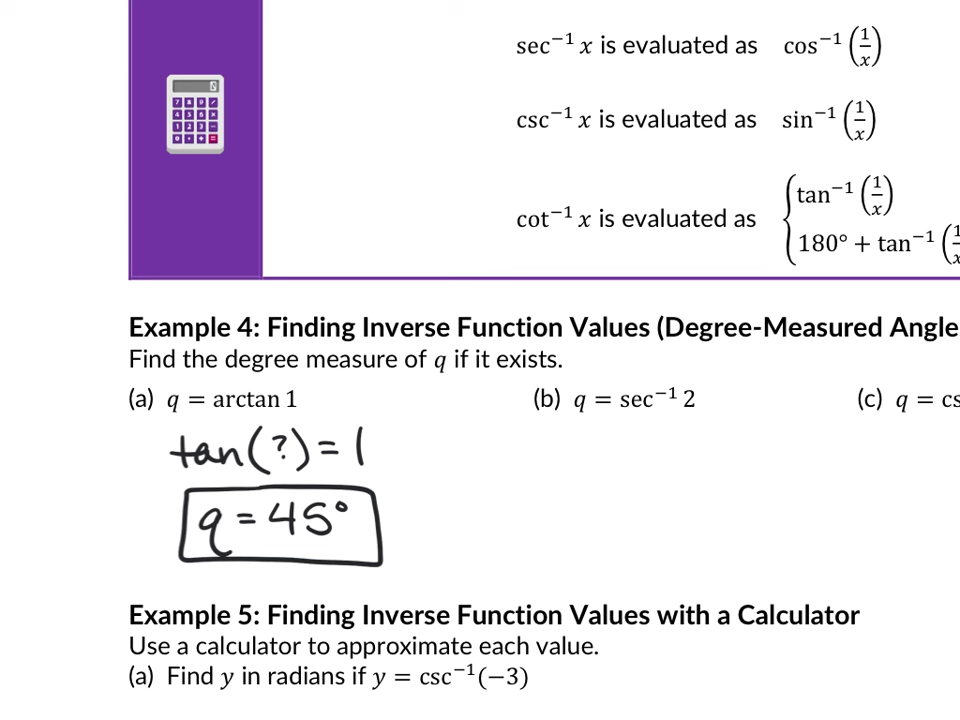 sec⁻¹ x is evaluated as cos⁻¹ (1/x)
csc⁻¹ x is evaluated as sin⁻¹ (1/x)
cot⁻¹ x is evaluated as { tan⁻¹ (1/x)
180° + tan⁻¹ (1/x
Example 4: Finding Inverse Function Values (Degree-Measured Angle
Find the degree measure of q if it exists.
(a) q = arctan 1 (b) q = sec⁻¹ 2 (c) q = cs
tan(?) = 1
q = 45°
Example 5: Finding Inverse Function Values with a Calculator
Use a calculator to approximate each value.
(a) Find y in radians if y = csc⁻¹(−3)